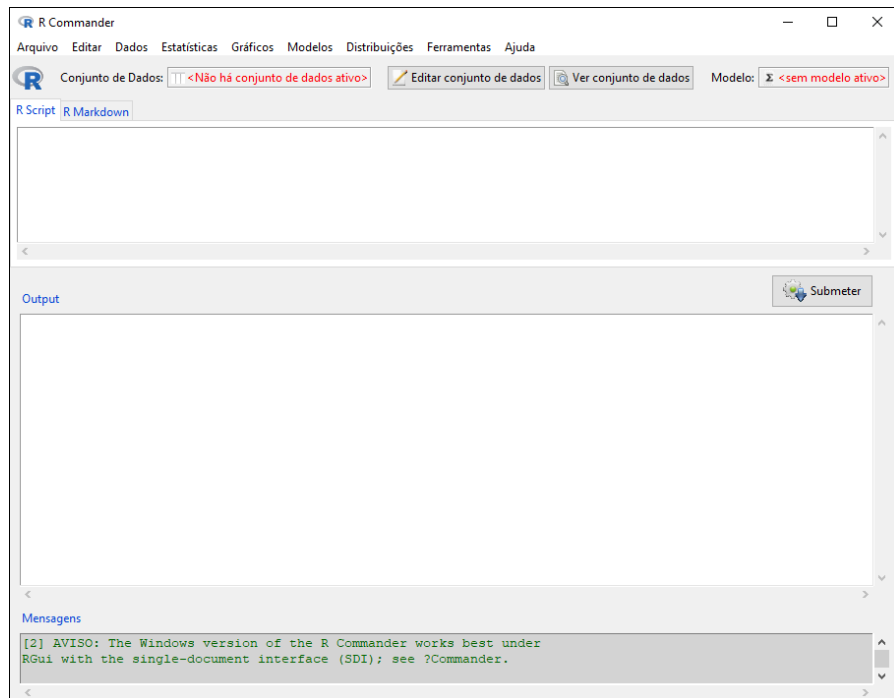 R Commander
Arquivo Editar Dados Estatísticas Gráficos Modelos Distribuições Ferramentas Ajuda
R Conjunto de Dados: <Não há conjunto de dados ativo> Editar conjunto de dados Ver conjunto de dados Modelo: Σ <sem modelo ativo>
R Script R Markdown
Output Submeter
Mensagens
[2] AVISO: The Windows version of the R Commander works best under
RGui with the single-document interface (SDI); see ?Commander.